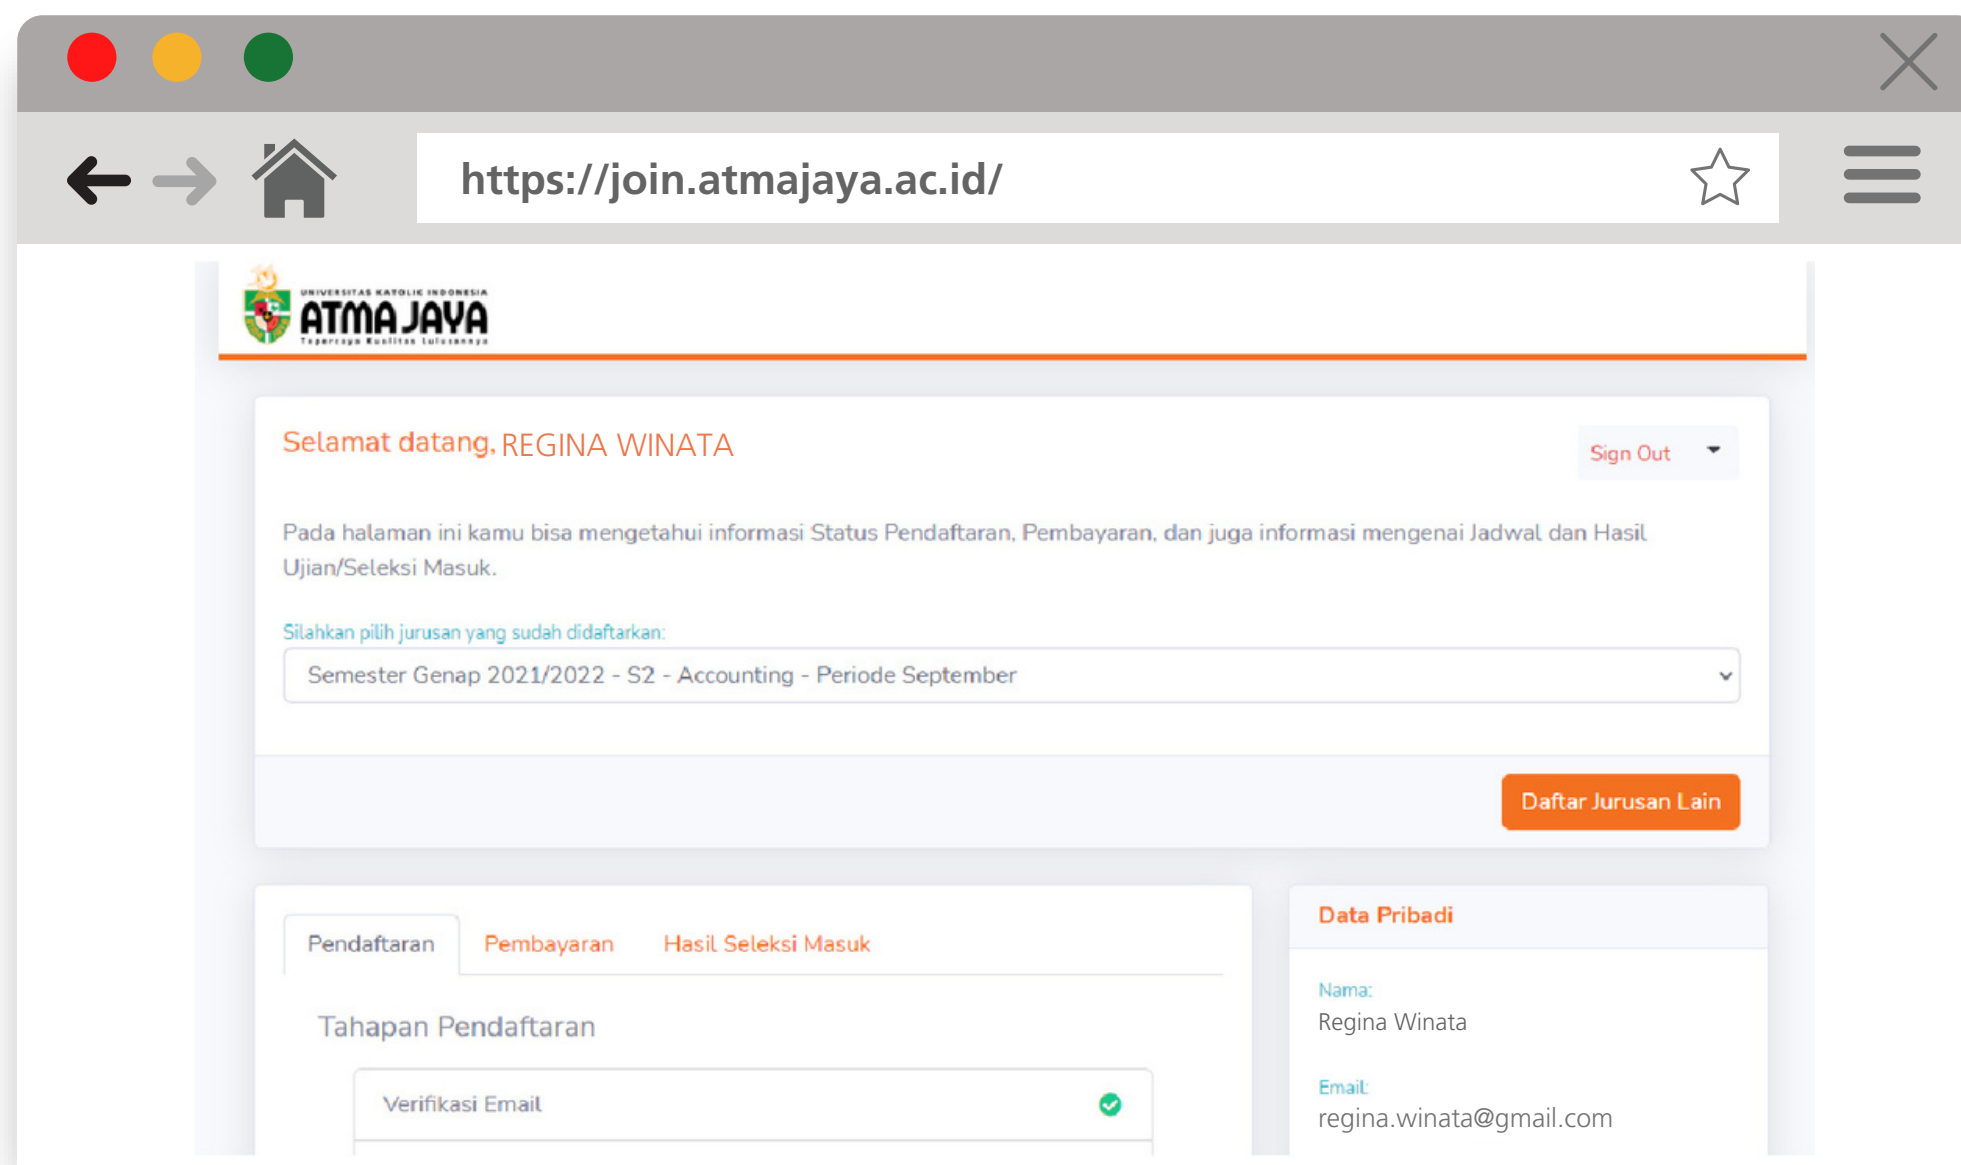 https://join.atmajaya.ac.id/
UNIVERSITAS KATOLIK INDONESIA
ATMA JAYA
Tepercaya Kualitas Lulusannya
Selamat datang, REGINA WINATA
Sign Out
Pada halaman ini kamu bisa mengetahui informasi Status Pendaftaran, Pembayaran, dan juga informasi mengenai Jadwal dan Hasil
Ujian/Seleksi Masuk.
Silahkan pilih jurusan yang sudah didaftarkan:
Semester Genap 2021/2022 - S2 - Accounting - Periode September
Daftar Jurusan Lain
Pendaftaran Pembayaran Hasil Seleksi Masuk
Tahapan Pendaftaran
Verifikasi Email
Data Pribadi
Nama:
Regina Winata
Email:
regina.winata@gmail.com